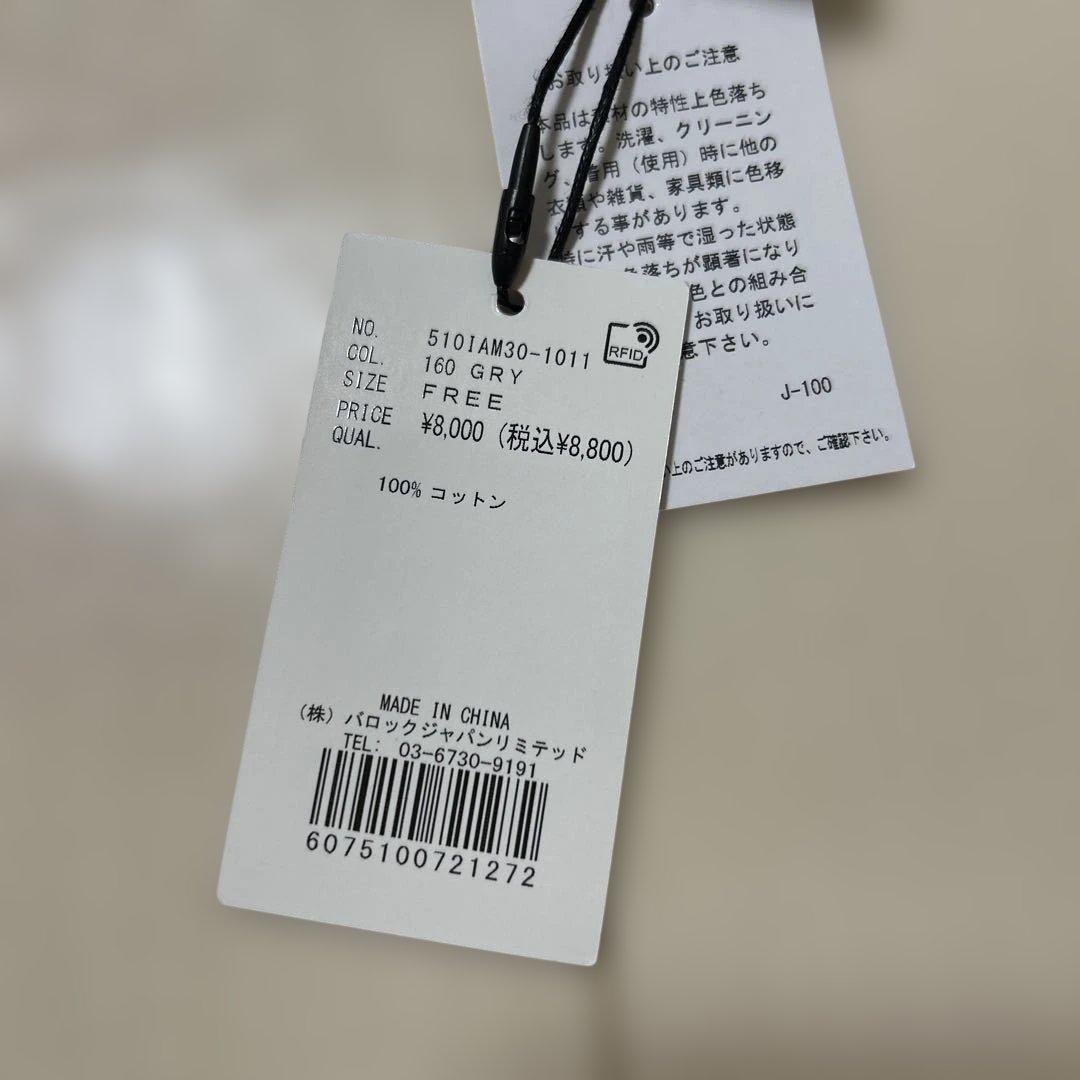 お取り扱い上のご注意
本品は素材の特性上色落ち
します。洗濯、クリーニン
グ、着用（使用）時に他の
衣類や雑貨、家具類に色移
りする事があります。
特に汗や雨等で湿った状態
色落ちが顕著になり
色との組み合
お取り扱いに
意下さい。
J-100
い上のご注意がありますので、ご確認下さい。
NO. 510IAM30-1011
RFID
COL. 160 GRY
SIZE FREE
PRICE ¥8,000（税込¥8,800）
QUAL.
100% コットン
MADE IN CHINA
（株）バロックジャパンリミテッド
TEL: 03-6730-9191
6075100721272